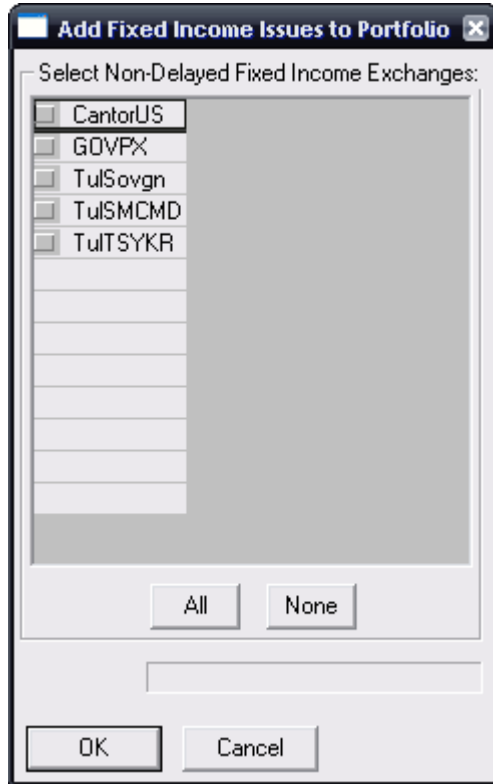 Add Fixed Income Issues to Portfolio
Select Non-Delayed Fixed Income Exchanges:
CantorUS
GOVPX
TulSovgn
TulSMCMD
TulTSYKR
All None
OK Cancel